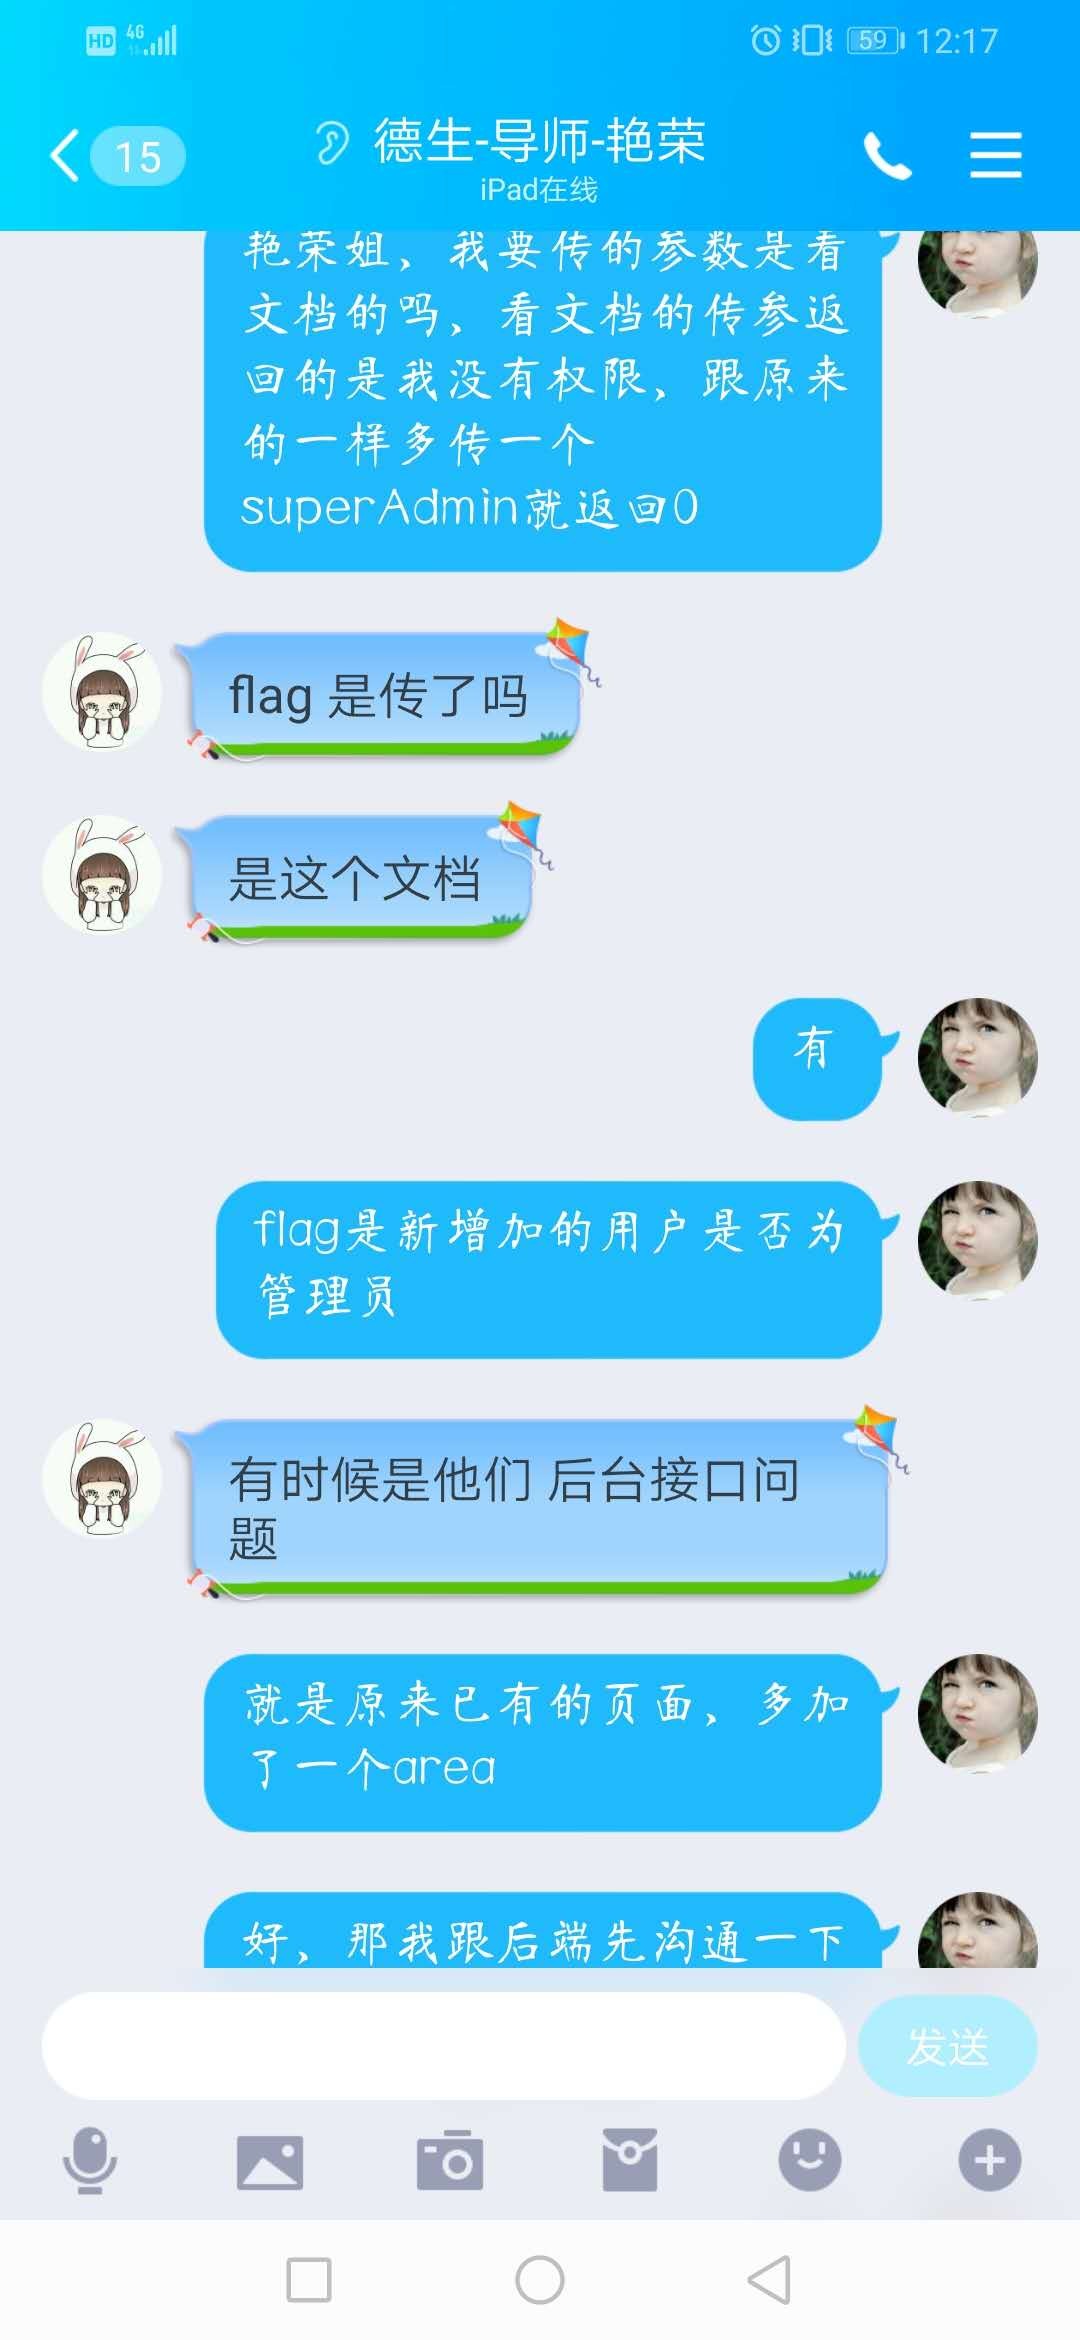 HD 4G 59 12:17
15 德生-导师-艳荣
iPad在线
艳荣姐、我要传的参数是看
文档的吗、看文档的传参返
回的是我没有权限、跟原来
的一样多传一个
superAdmin就返回0
flag 是传了吗
是这个文档
有
flag是新增加的用户是否为
管理员
有时候是他们 后台接口问
题
就是原来已有的页面、多加
了一个area
好、那我跟后端先沟通一下
发送